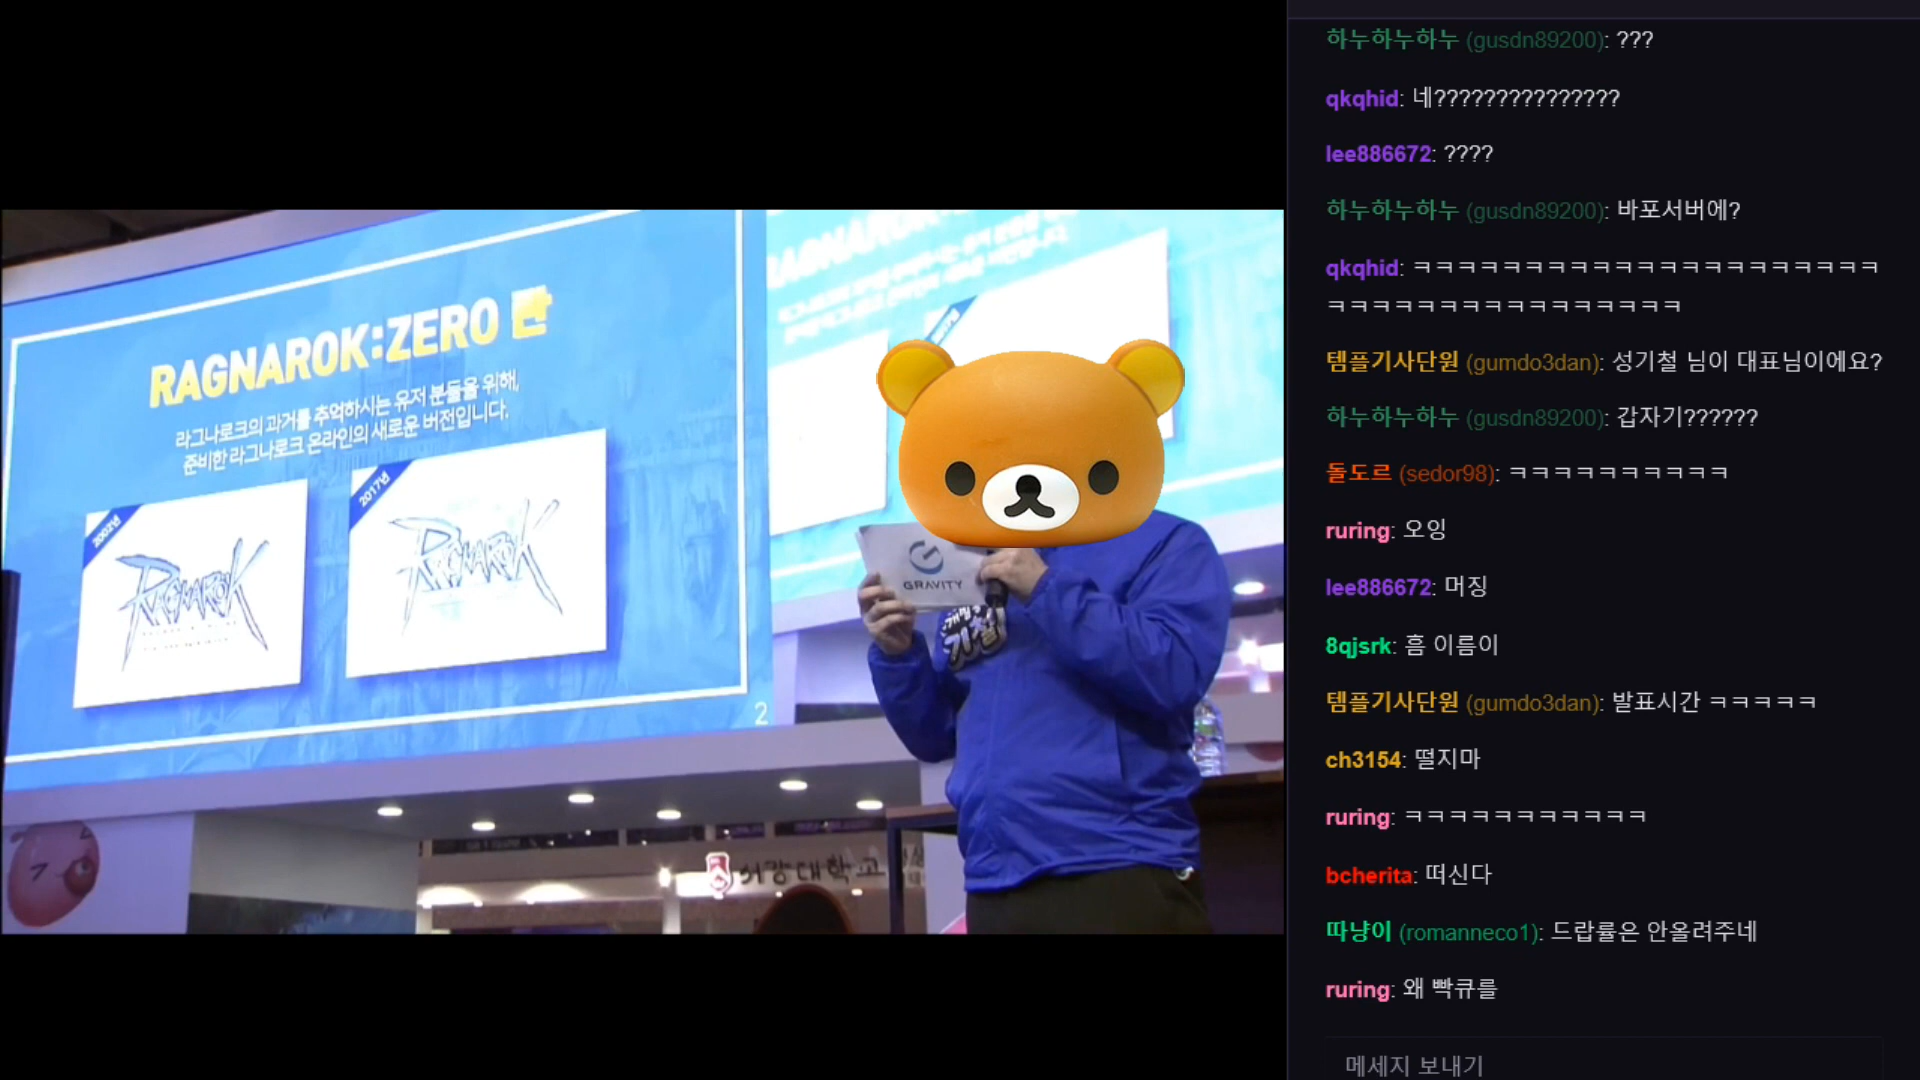 RAGNAROK:ZERO 란
라그나로크의 과거를 추억하시는 유저 분들을 위해,
준비한 라그나로크 온라인의 새로운 버전입니다.
2002년
RAGNAROK
2017년
RAGNAROK
2
GRAVITY
기철
서강대학교
하누하누하누 (gusdn89200): ???
qkqhid: 네???????????????
lee886672: ????
하누하누하누 (gusdn89200): 바포서버에?
qkqhid: ㅋㅋㅋㅋㅋㅋㅋㅋㅋㅋㅋㅋㅋㅋㅋㅋㅋㅋㅋㅋㅋ
ㅋㅋㅋㅋㅋㅋㅋㅋㅋㅋㅋㅋㅋㅋㅋㅋ
템플기사단원 (gumdo3dan): 성기철 님이 대표님이에요?
하누하누하누 (gusdn89200): 갑자기??????
돌도르 (sedor98): ㅋㅋㅋㅋㅋㅋㅋㅋㅋㅋ
ruring: 오잉
lee886672: 머징
8qjsrk: 흠 이름이
템플기사단원 (gumdo3dan): 발표시간 ㅋㅋㅋㅋㅋ
ch3154: 떨지마
ruring: ㅋㅋㅋㅋㅋㅋㅋㅋㅋㅋㅋ
bcherita: 떠신다
따냥이 (romanneco1): 드랍률은 안올려주네
ruring: 왜 빡큐를
메세지 보내기